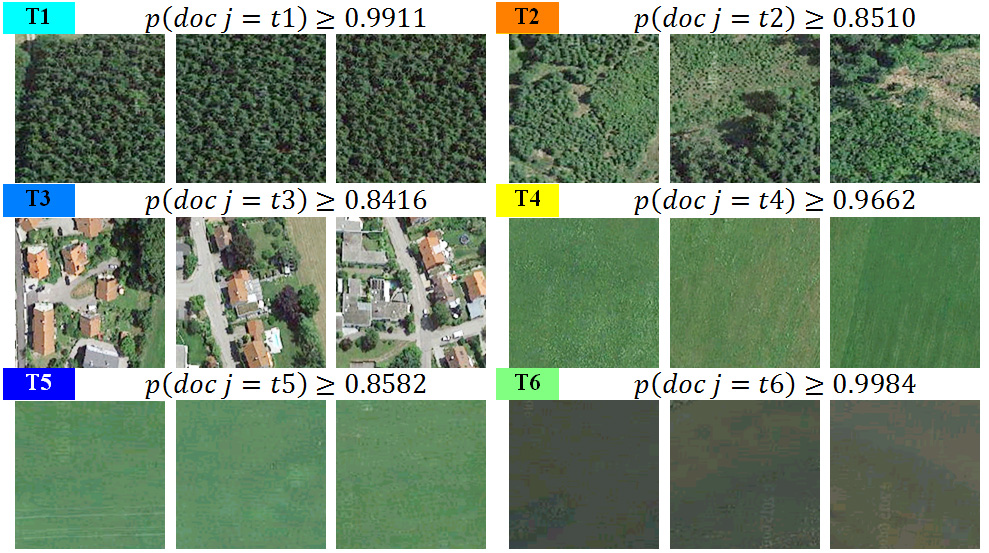 T1 p(doc j = t1) ≥ 0.9911
T2 p(doc j = t2) ≥ 0.8510
T3 p(doc j = t3) ≥ 0.8416
T4 p(doc j = t4) ≥ 0.9662
T5 p(doc j = t5) ≥ 0.8582
T6 p(doc j = t6) ≥ 0.9984